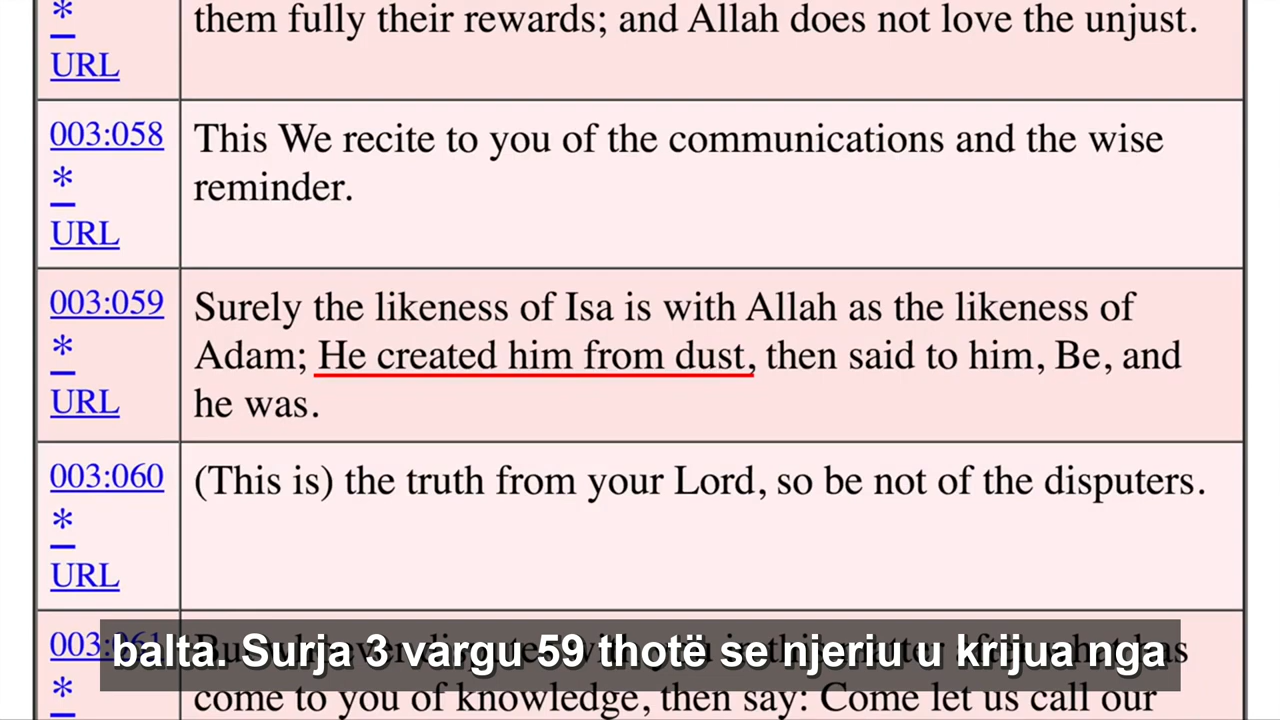 *
them fully their rewards; and Allah does not love the unjust.
URL
003:058
This We recite to you of the communications and the wise
*
reminder.
URL
003:059
Surely the likeness of Isa is with Allah as the likeness of
*
Adam; He created him from dust, then said to him, Be, and
URL
he was.
003:060
(This is) the truth from your Lord, so be not of the disputers.
*
URL
003:061
balta. Surja 3 vargu 59 thotë se njeriu u krijua nga
*
come to you of knowledge, then say: Come let us call our